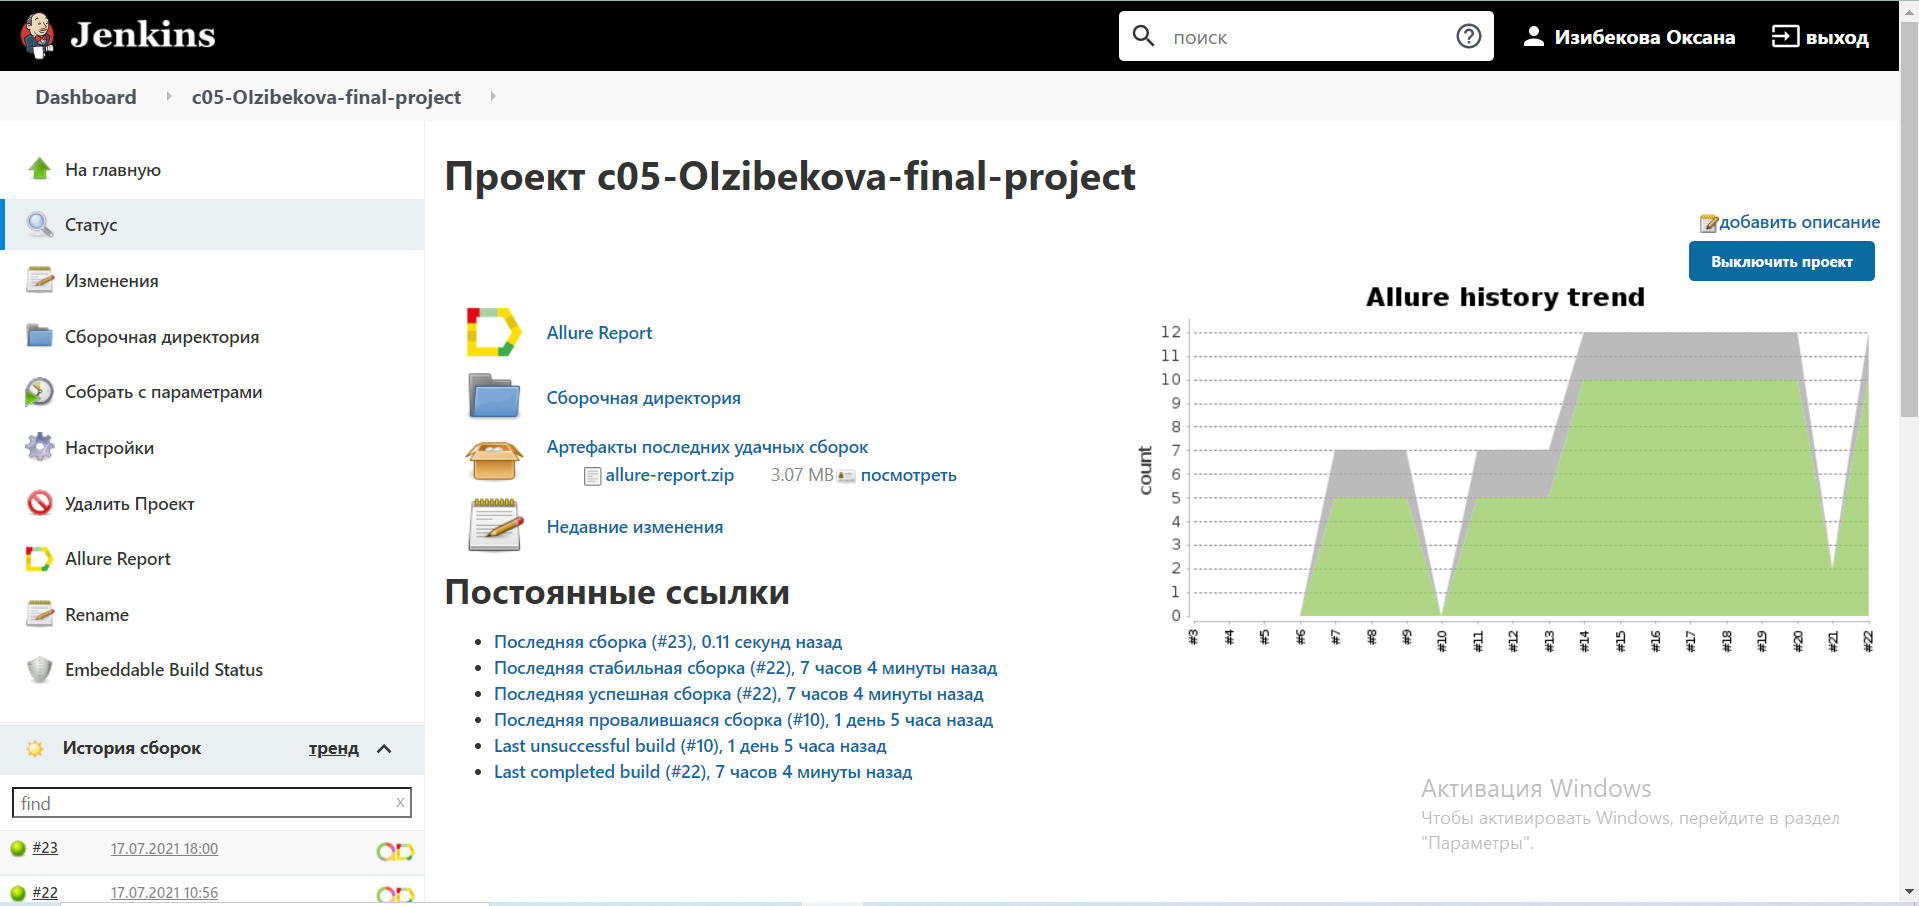 Jenkins
поиск
Изибекова Оксана
выход
Dashboard
c05-OIzibekova-final-project
На главную
Статус
Изменения
Сборочная директория
Собрать с параметрами
Настройки
Удалить Проект
Allure Report
Rename
Embeddable Build Status
История сборок
тренд
find
x
#23
17.07.2021 18:00
#22
17.07.2021 10:56
Проект c05-OIzibekova-final-project
добавить описание
Выключить проект
Allure Report
Сборочная директория
Артефакты последних удачных сборок
allure-report.zip 3.07 MB посмотреть
Недавние изменения
Постоянные ссылки
Последняя сборка (#23), 0.11 секунд назад
Последняя стабильная сборка (#22), 7 часов 4 минуты назад
Последняя успешная сборка (#22), 7 часов 4 минуты назад
Последняя провалившаяся сборка (#10), 1 день 5 часа назад
Last unsuccessful build (#10), 1 день 5 часа назад
Last completed build (#22), 7 часов 4 минуты назад
Allure history trend
count
12
11
10
9
8
7
6
5
4
3
2
1
0
#3 #4 #5 #6 #7 #8 #9 #10 #11 #12 #13 #14 #15 #16 #17 #18 #19 #20 #21 #22
Активация Windows
Чтобы активировать Windows, перейдите в раздел
"Параметры".